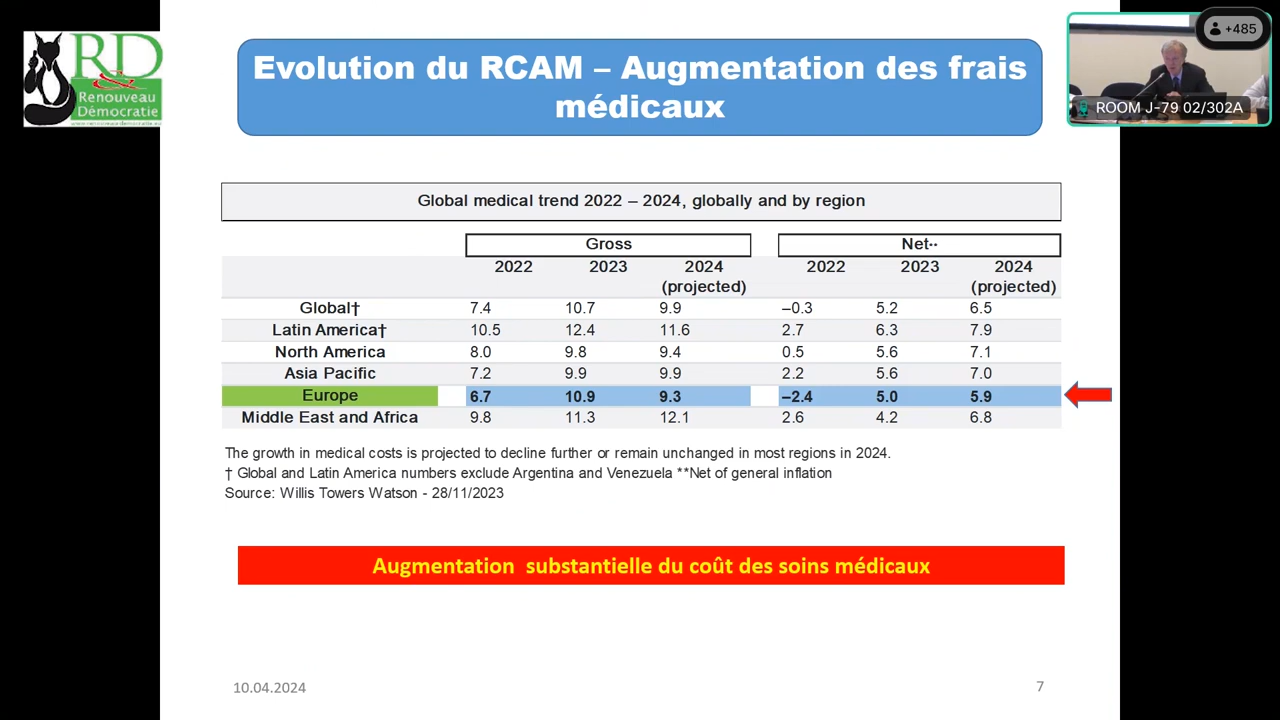 RD
Renouveau
&
Démocratie
www.renouveau-democratie.eu
Evolution du RCAM – Augmentation des frais
médicaux
+485
ROOM J-79 02/302A
Global medical trend 2022 – 2024, globally and by region
Gross Net··
2022 2023 2024 2022 2023 2024
(projected) (projected)
Global† 7.4 10.7 9.9 –0.3 5.2 6.5
Latin America† 10.5 12.4 11.6 2.7 6.3 7.9
North America 8.0 9.8 9.4 0.5 5.6 7.1
Asia Pacific 7.2 9.9 9.9 2.2 5.6 7.0
Europe 6.7 10.9 9.3 –2.4 5.0 5.9
Middle East and Africa 9.8 11.3 12.1 2.6 4.2 6.8
The growth in medical costs is projected to decline further or remain unchanged in most regions in 2024.
† Global and Latin America numbers exclude Argentina and Venezuela **Net of general inflation
Source: Willis Towers Watson - 28/11/2023
Augmentation substantielle du coût des soins médicaux
10.04.2024 7